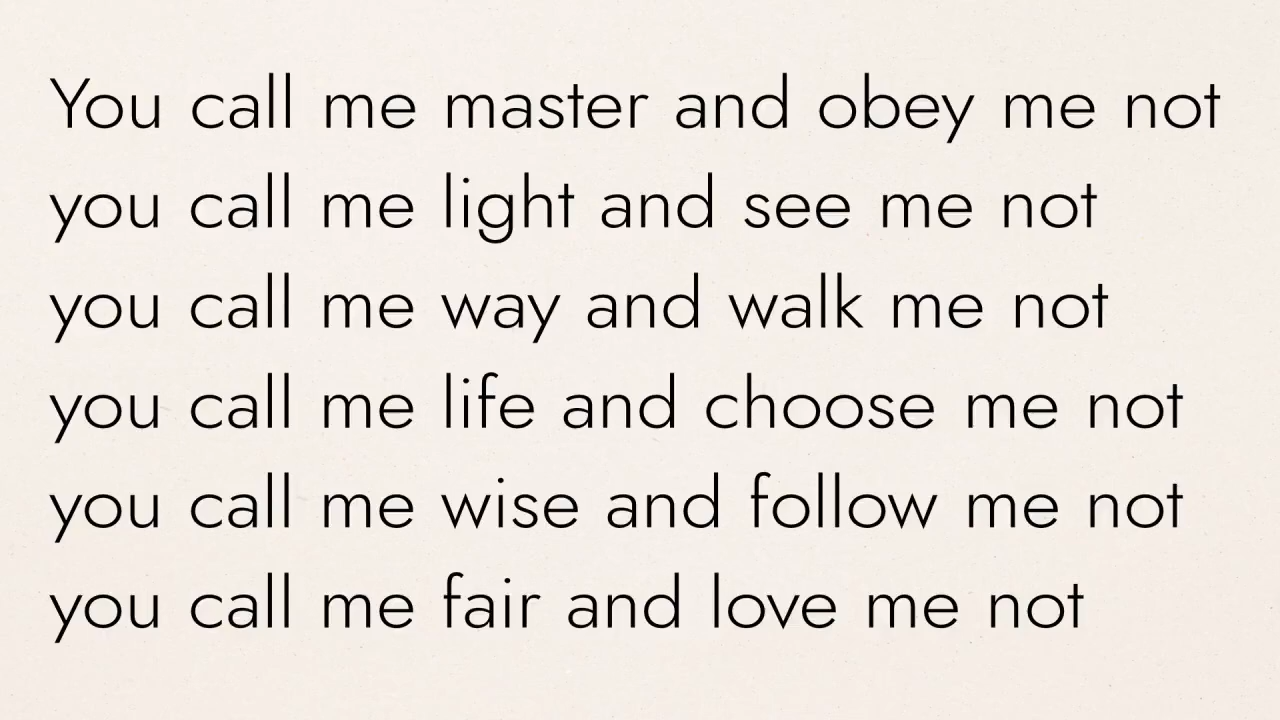 You call me master and obey me not
you call me light and see me not
you call me way and walk me not
you call me life and choose me not
you call me wise and follow me not
you call me fair and love me not